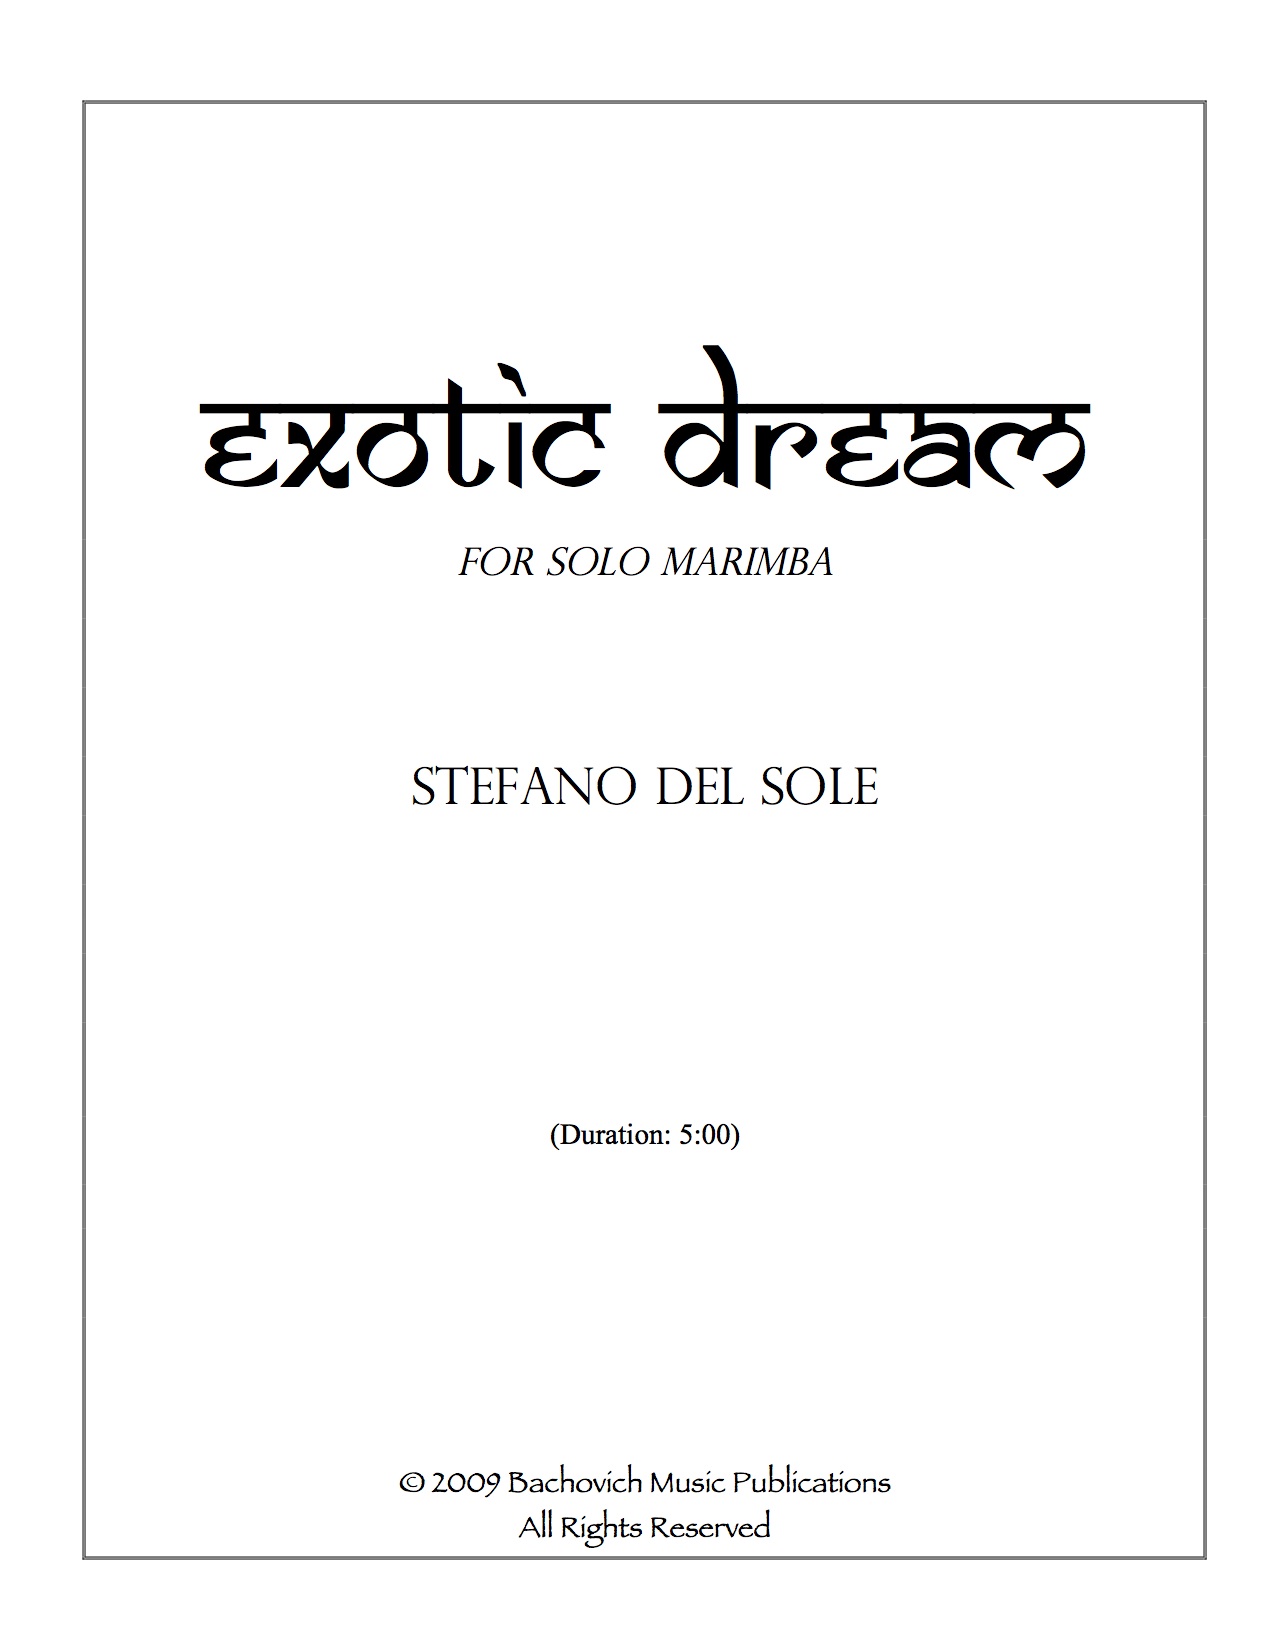 exotic dream
FOR SOLO MARIMBA
STEFANO DEL SOLE
(Duration: 5:00)
© 2009 Bachovich Music Publications
All Rights Reserved